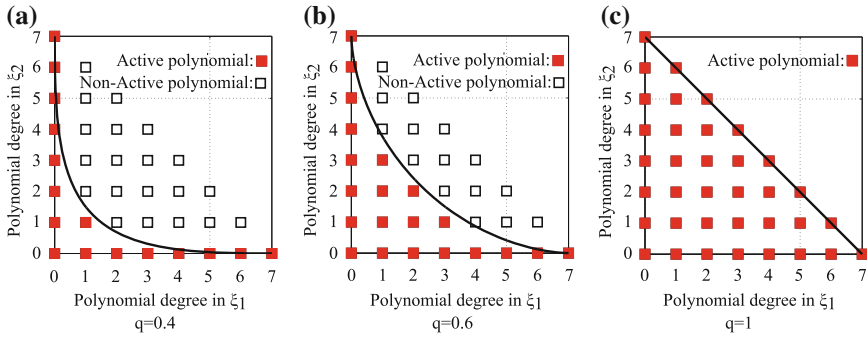 (a)
7
6
5
4
3
2
1
0
Polynomial degree in ξ2
Active polynomial:
Non-Active polynomial:
0 1 2 3 4 5 6 7
Polynomial degree in ξ1
q=0.4
(b)
7
6
5
4
3
2
1
0
Polynomial degree in ξ2
Active polynomial:
Non-Active polynomial:
0 1 2 3 4 5 6 7
Polynomial degree in ξ1
q=0.6
(c)
7
6
5
4
3
2
1
0
Polynomial degree in ξ2
Active polynomial:
0 1 2 3 4 5 6 7
Polynomial degree in ξ1
q=1